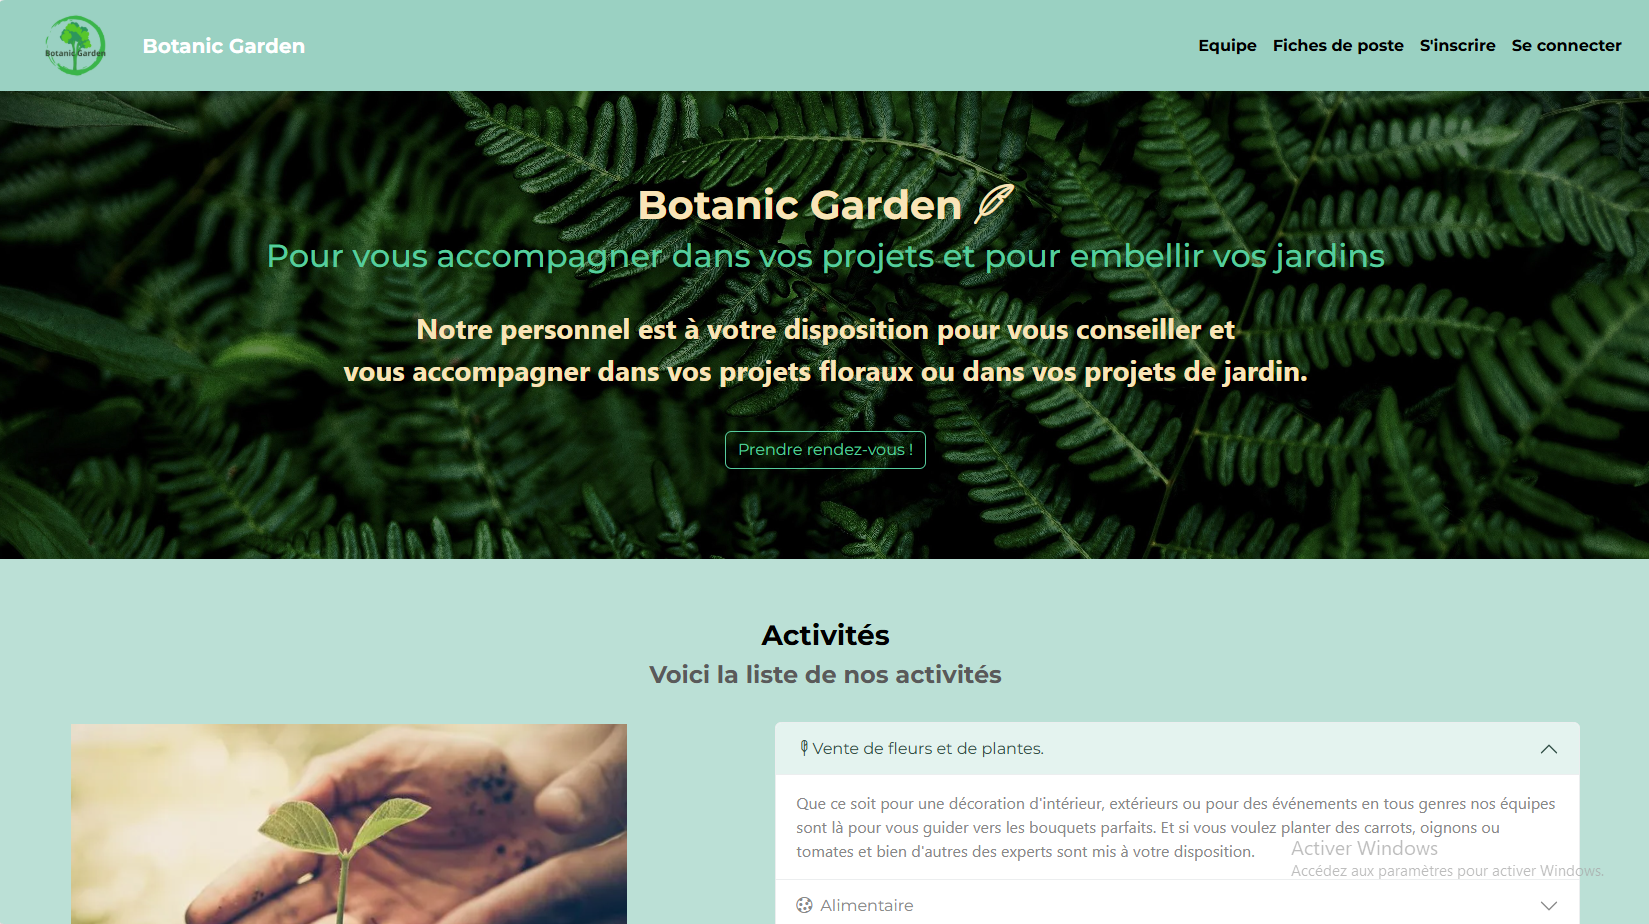 Botanic Garden
Botanic Garden
Equipe
Fiches de poste
S'inscrire
Se connecter
Botanic Garden
Pour vous accompagner dans vos projets et pour embellir vos jardins
Notre personnel est à votre disposition pour vous conseiller et
vous accompagner dans vos projets floraux ou dans vos projets de jardin.
Prendre rendez-vous !
Activités
Voici la liste de nos activités
Vente de fleurs et de plantes.
Que ce soit pour une décoration d'intérieur, extérieurs ou pour des événements en tous genres nos équipes
sont là pour vous guider vers les bouquets parfaits. Et si vous voulez planter des carrots, oignons ou
tomates et bien d'autres des experts sont mis à votre disposition.
Activer Windows
Accédez aux paramètres pour activer Windows.
Alimentaire